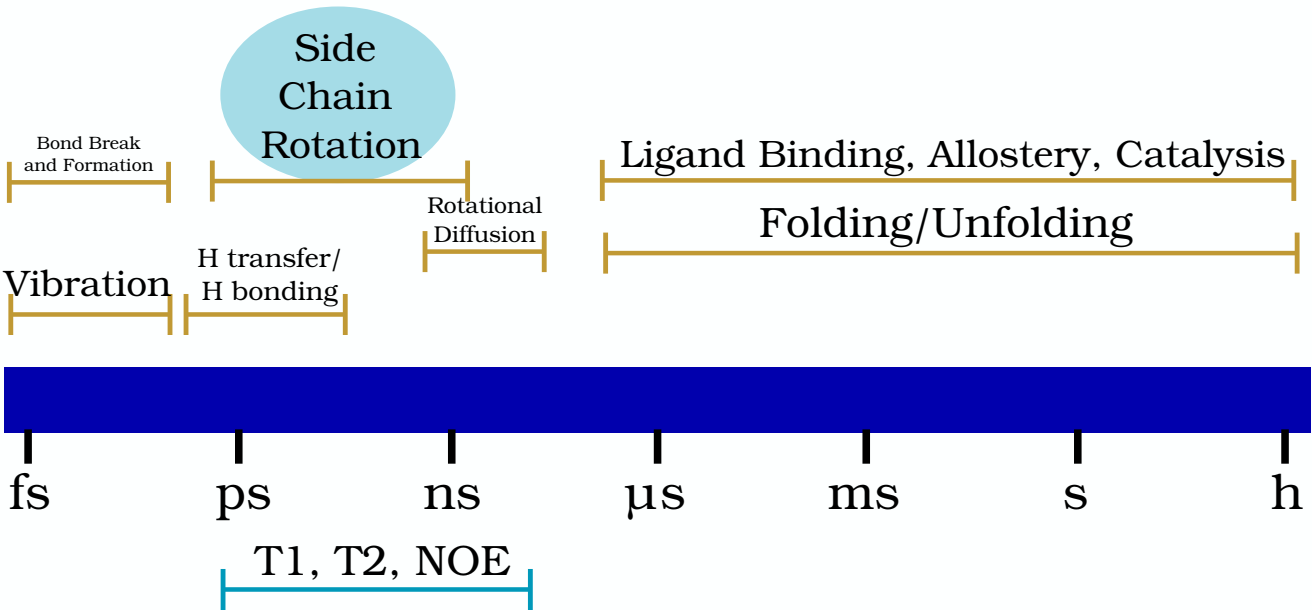 Side
Chain
Rotation
Bond Break
and Formation
Ligand Binding, Allostery, Catalysis
Rotational
Diffusion
Folding/Unfolding
H transfer/
H bonding
Vibration
fs ps ns µs ms s h
T1, T2, NOE